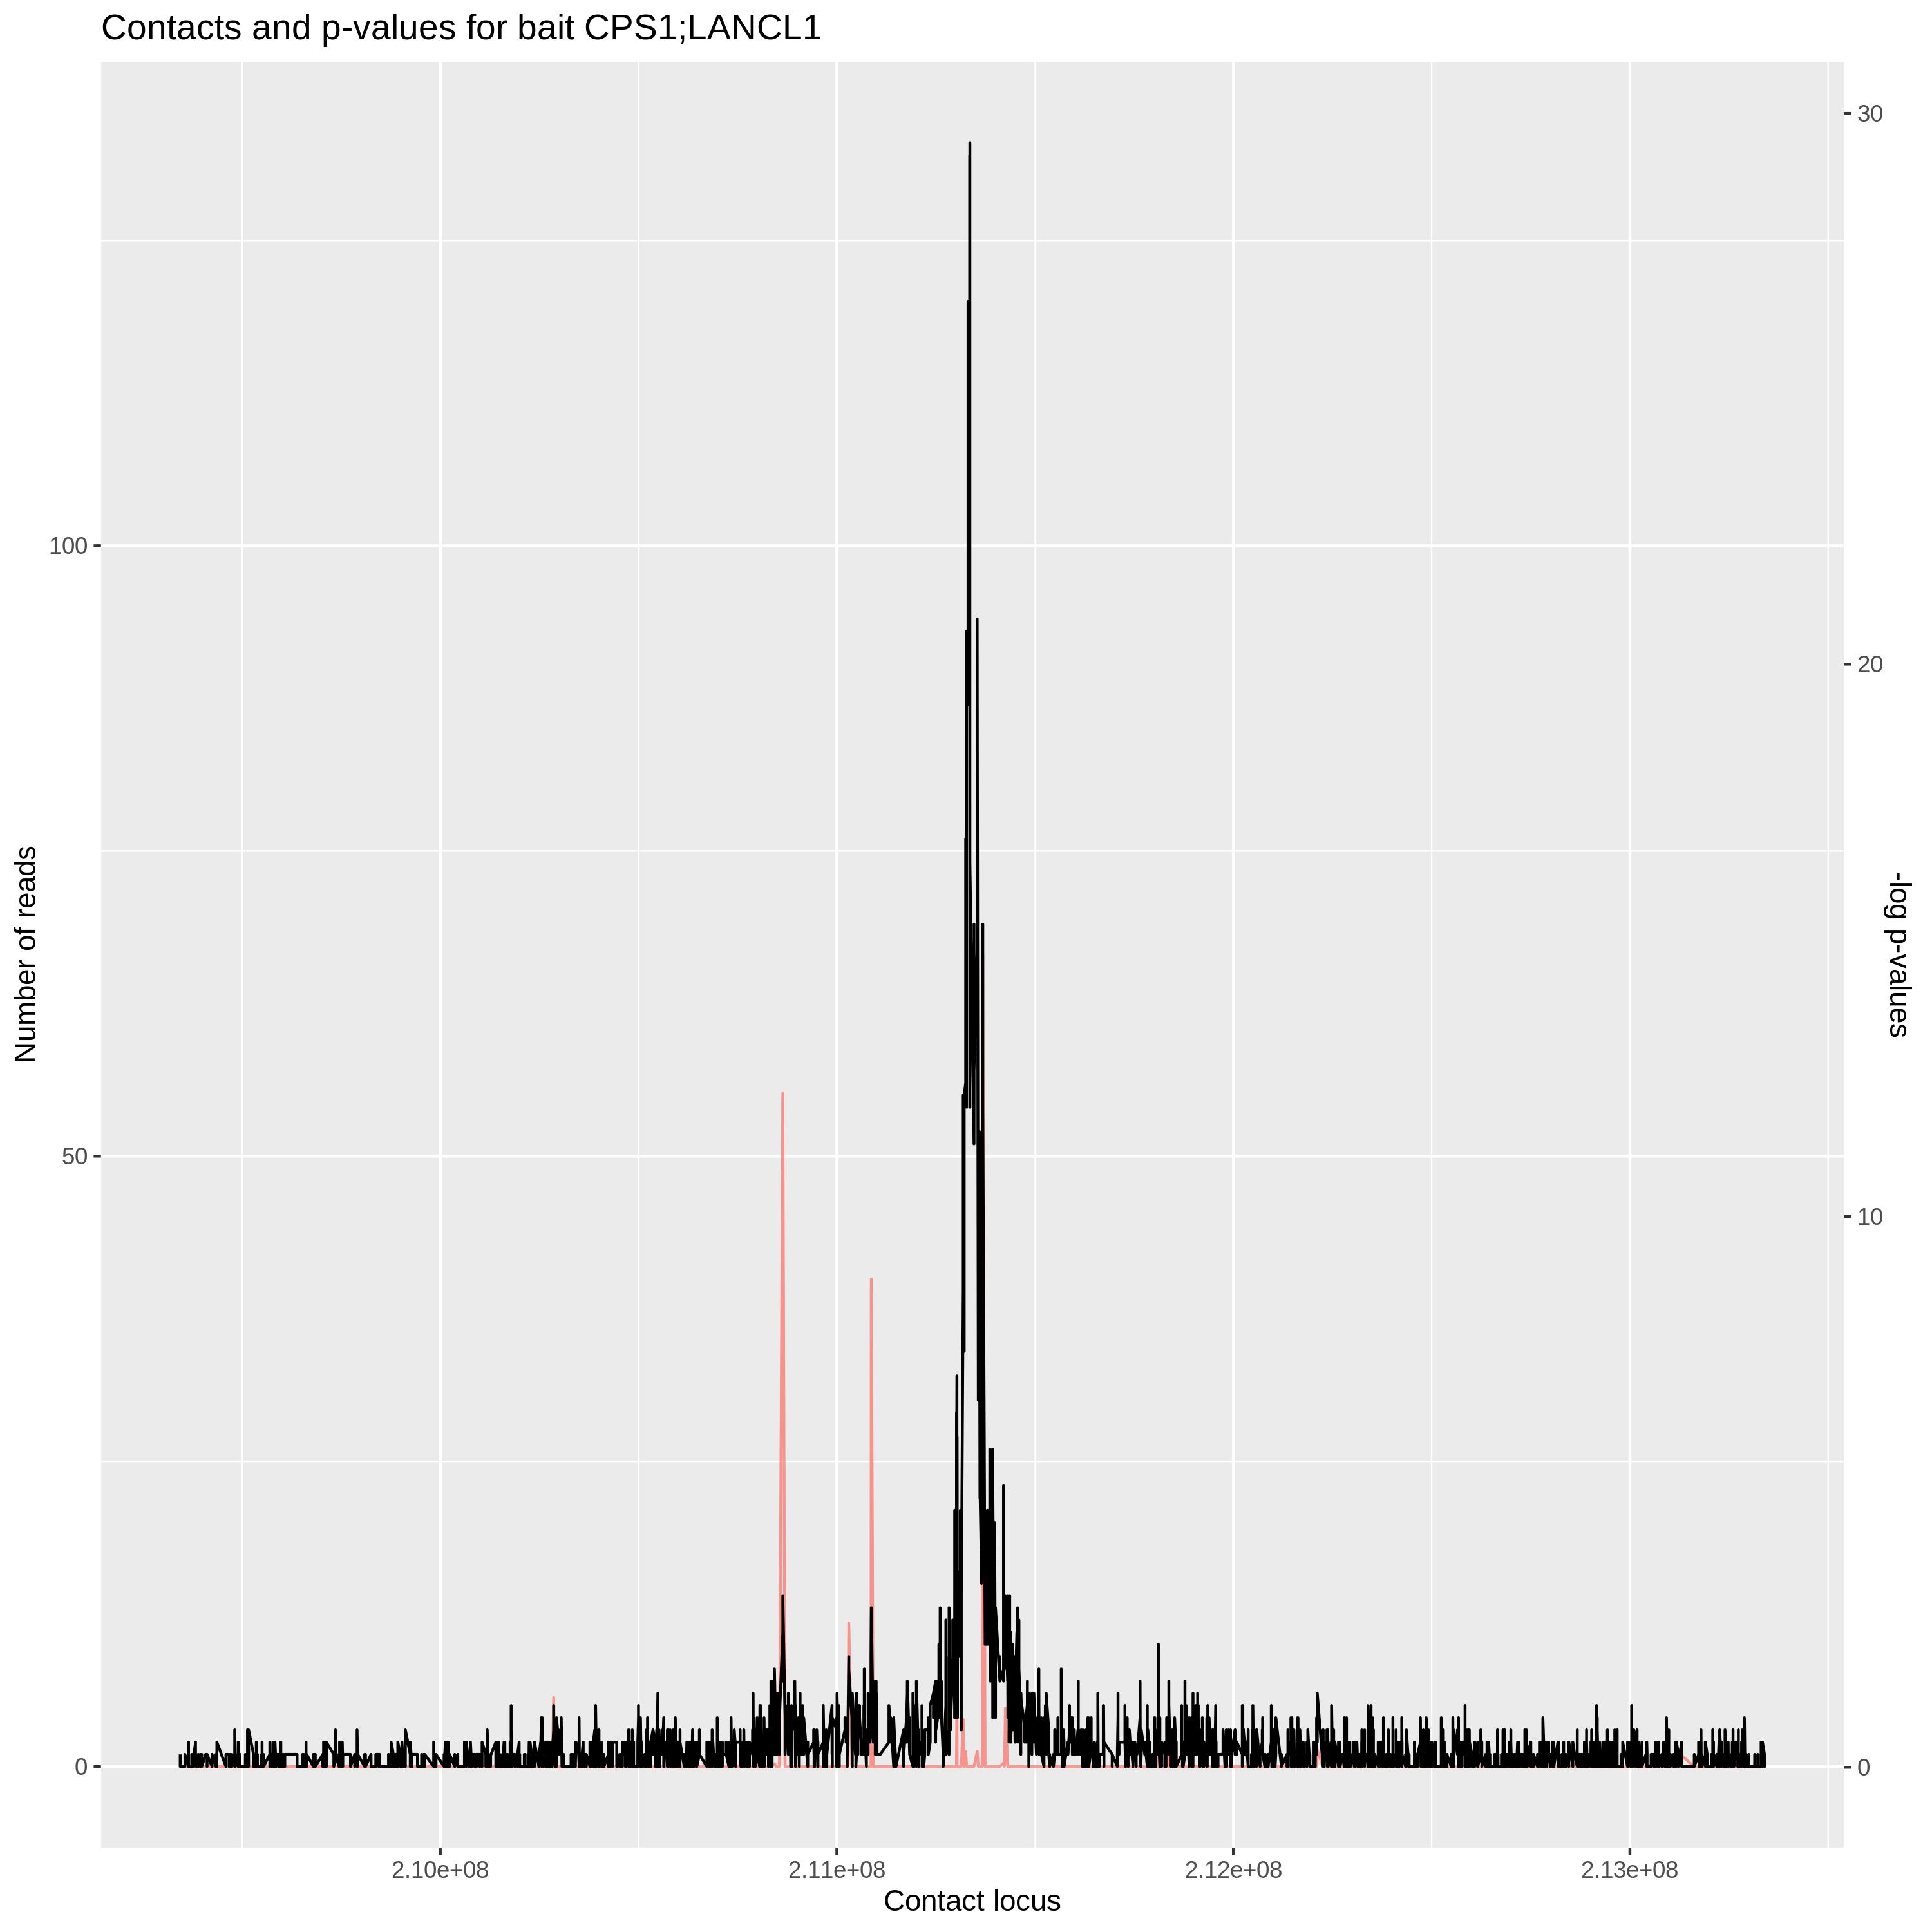 Contacts and p-values for bait CPS1;LANCL1
30
100
20
Number of reads
-log p-values
50
10
0
0
2.10e+08
2.11e+08
2.12e+08
2.13e+08
Contact locus